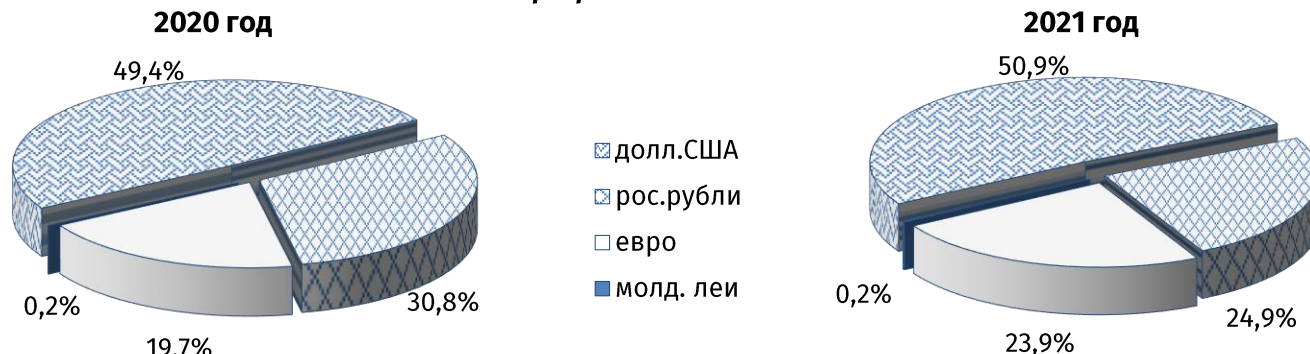 2020 год
49,4%
0,2%
19,7%
30,8%
долл.США
рос.рубли
евро
молд. леи
2021 год
50,9%
0,2%
23,9%
24,9%